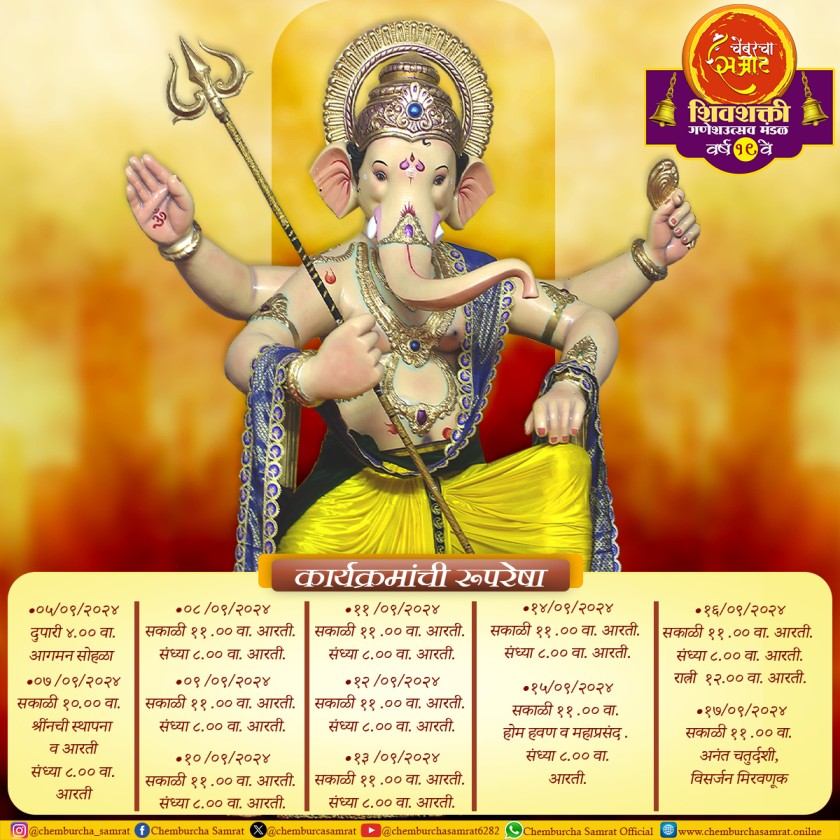 चेंबूरचा
सम्राट
शिवशक्ती
गणेशउत्सव मंडळ
वर्ष १९ वे
ॐ
कार्यक्रमांची रुपरेषा
•०५/०९/२०२४
दुपारी ४.०० वा.
आगमन सोहळा
•०७/०९/२०२४
सकाळी १०.०० वा.
श्रींनची स्थापना
व आरती
संध्या ८.०० वा.
आरती
•०८/०९/२०२४
सकाळी ११.०० वा. आरती.
संध्या ८.०० वा. आरती.
•०९/०९/२०२४
सकाळी ११.०० वा. आरती.
संध्या ८.०० वा. आरती.
•१०/०९/२०२४
सकाळी ११.०० वा. आरती.
संध्या ८.०० वा. आरती.
•११/०९/२०२४
सकाळी ११.०० वा. आरती.
संध्या ८.०० वा. आरती.
•१२/०९/२०२४
सकाळी ११.०० वा. आरती.
संध्या ८.०० वा. आरती.
•१३/०९/२०२४
सकाळी ११.०० वा. आरती.
संध्या ८.०० वा. आरती.
•१४/०९/२०२४
सकाळी ११.०० वा. आरती.
संध्या ८.०० वा. आरती.
•१५/०९/२०२४
सकाळी ११.०० वा.
होम हवण व महाप्रसंद.
संध्या ८.०० वा.
आरती.
•१६/०९/२०२४
सकाळी ११.०० वा. आरती.
संध्या ८.०० वा. आरती.
रात्री १२.०० वा. आरती.
•१७/०९/२०२४
सकाळी ११.०० वा.
अनंत चतुर्दशी,
विसर्जन मिरवणूक
@chemburcha_samrat Chemburcha Samrat @chemburcasamrat @chemburchasamrat6282 Chemburcha Samrat Official www.chemburchasamrat.onilne